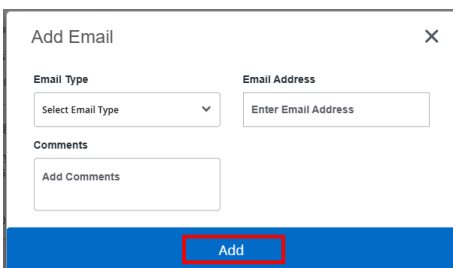 Add Email
Email Type
Email Address
Select Email Type
Enter Email Address
Comments
Add Comments
Add